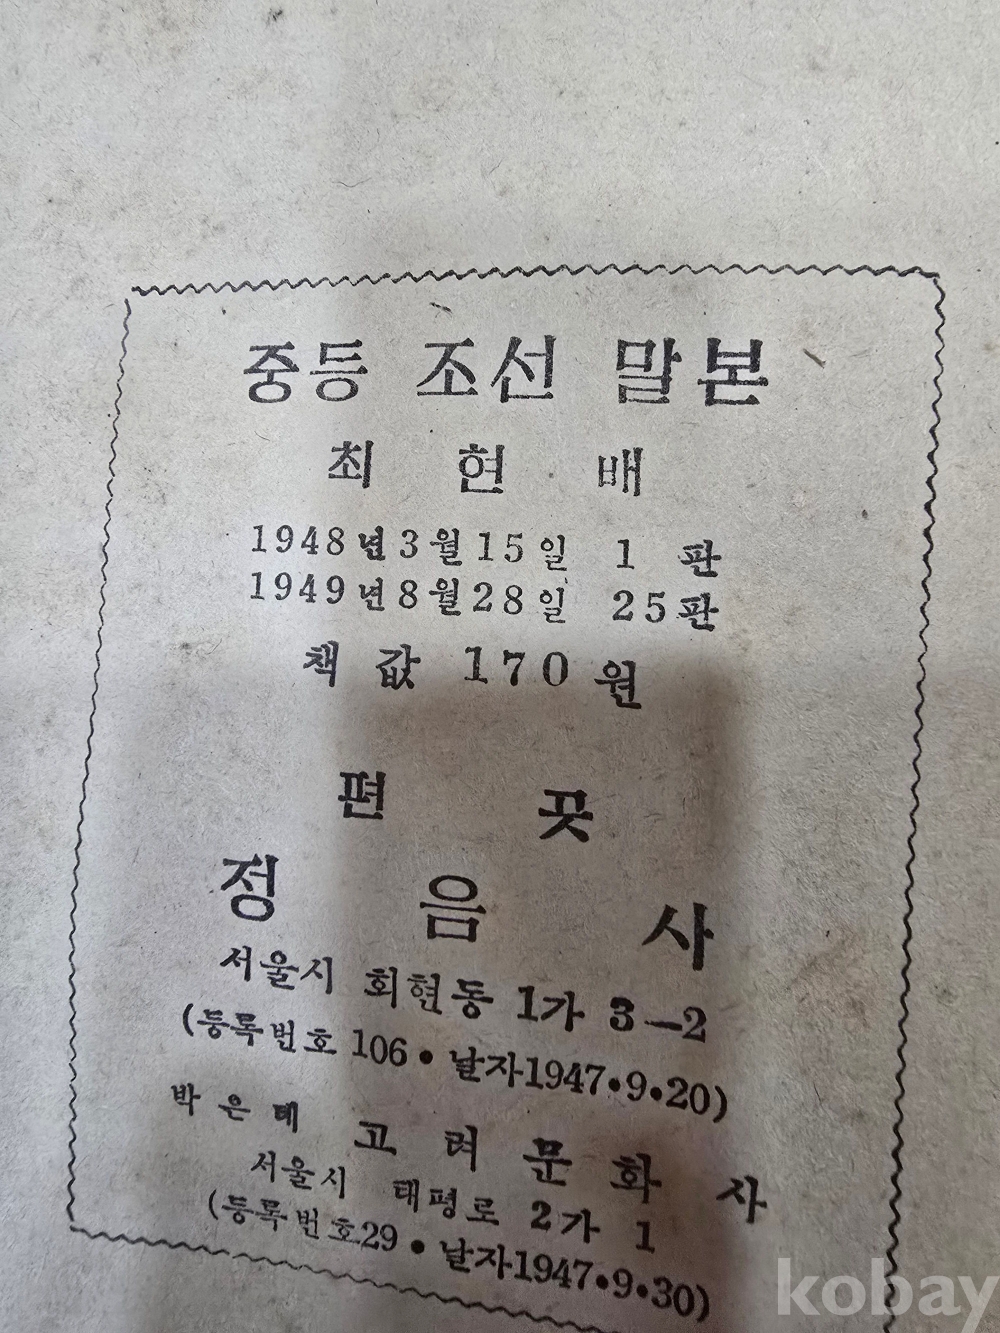 중등 조선 말본
최 현 배
1948년3월15일 1 판
1949년8월28일 25판
책 값 170 원
편 곳
정 음 사
서울시 회현동 1가 3-2
(등록번호 106·날자1947·9·20)
박 은 데 고 려 문 화 사
서울시 태평로 2가 1
(등록번호29·날자1947·9·30)
kobay